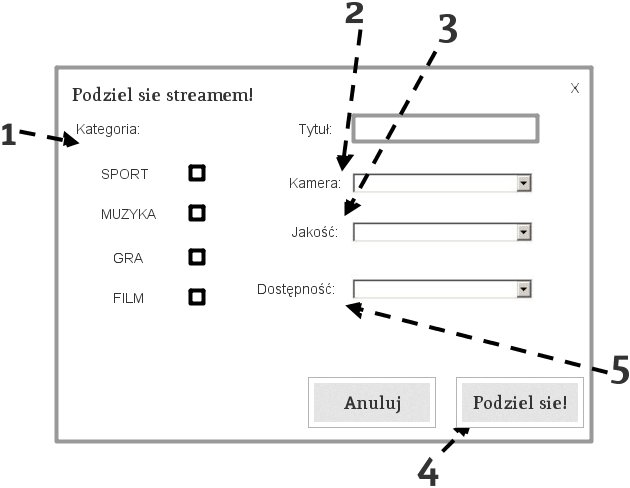 2
3
Podziel sie streamem!
X
1
Kategoria:
Tytuł:
SPORT
Kamera:
MUZYKA
Jakość:
GRA
Dostępność:
FILM
5
Anuluj
Podziel sie!
4